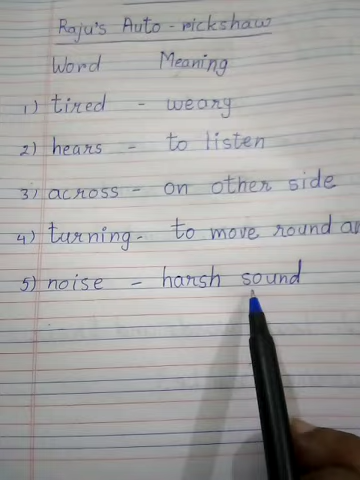 Raju's Auto-rickshaw
Word Meaning
1) tired - weary
2) hears - to listen
3) across - on other side
4) turning - to move round
5) noise - harsh sound